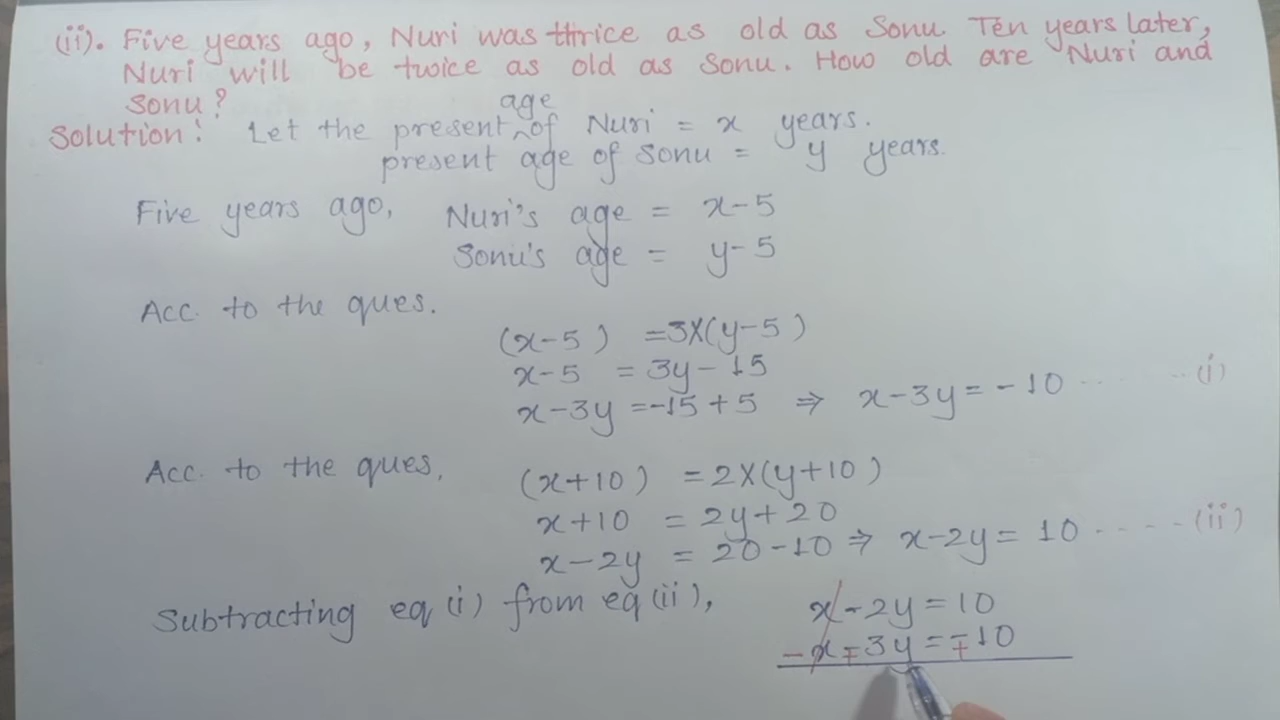 (ii). Five years ago, Nuri was thrice as old as Sonu. Ten years later,
Nuri will be twice as old as Sonu. How old are Nuri and
Sonu?
Solution: Let the present age of Nuri = x years.
present age of Sonu = y years.
Five years ago, Nuri's age = x-5
Sonu's age = y-5
Acc. to the ques.
(x-5) =3X(y-5)
x-5 = 3y-15
x-3y =-15+5 ⇒ x-3y=-10 ..... (i)
Acc. to the ques,
(x+10) =2X(y+10)
x+10 = 2y+20
x-2y = 20-10 ⇒ x-2y= 10 ..... (ii)
Subtracting eq (i) from eq (ii),
x-2y=10
-x∓3y=∓10